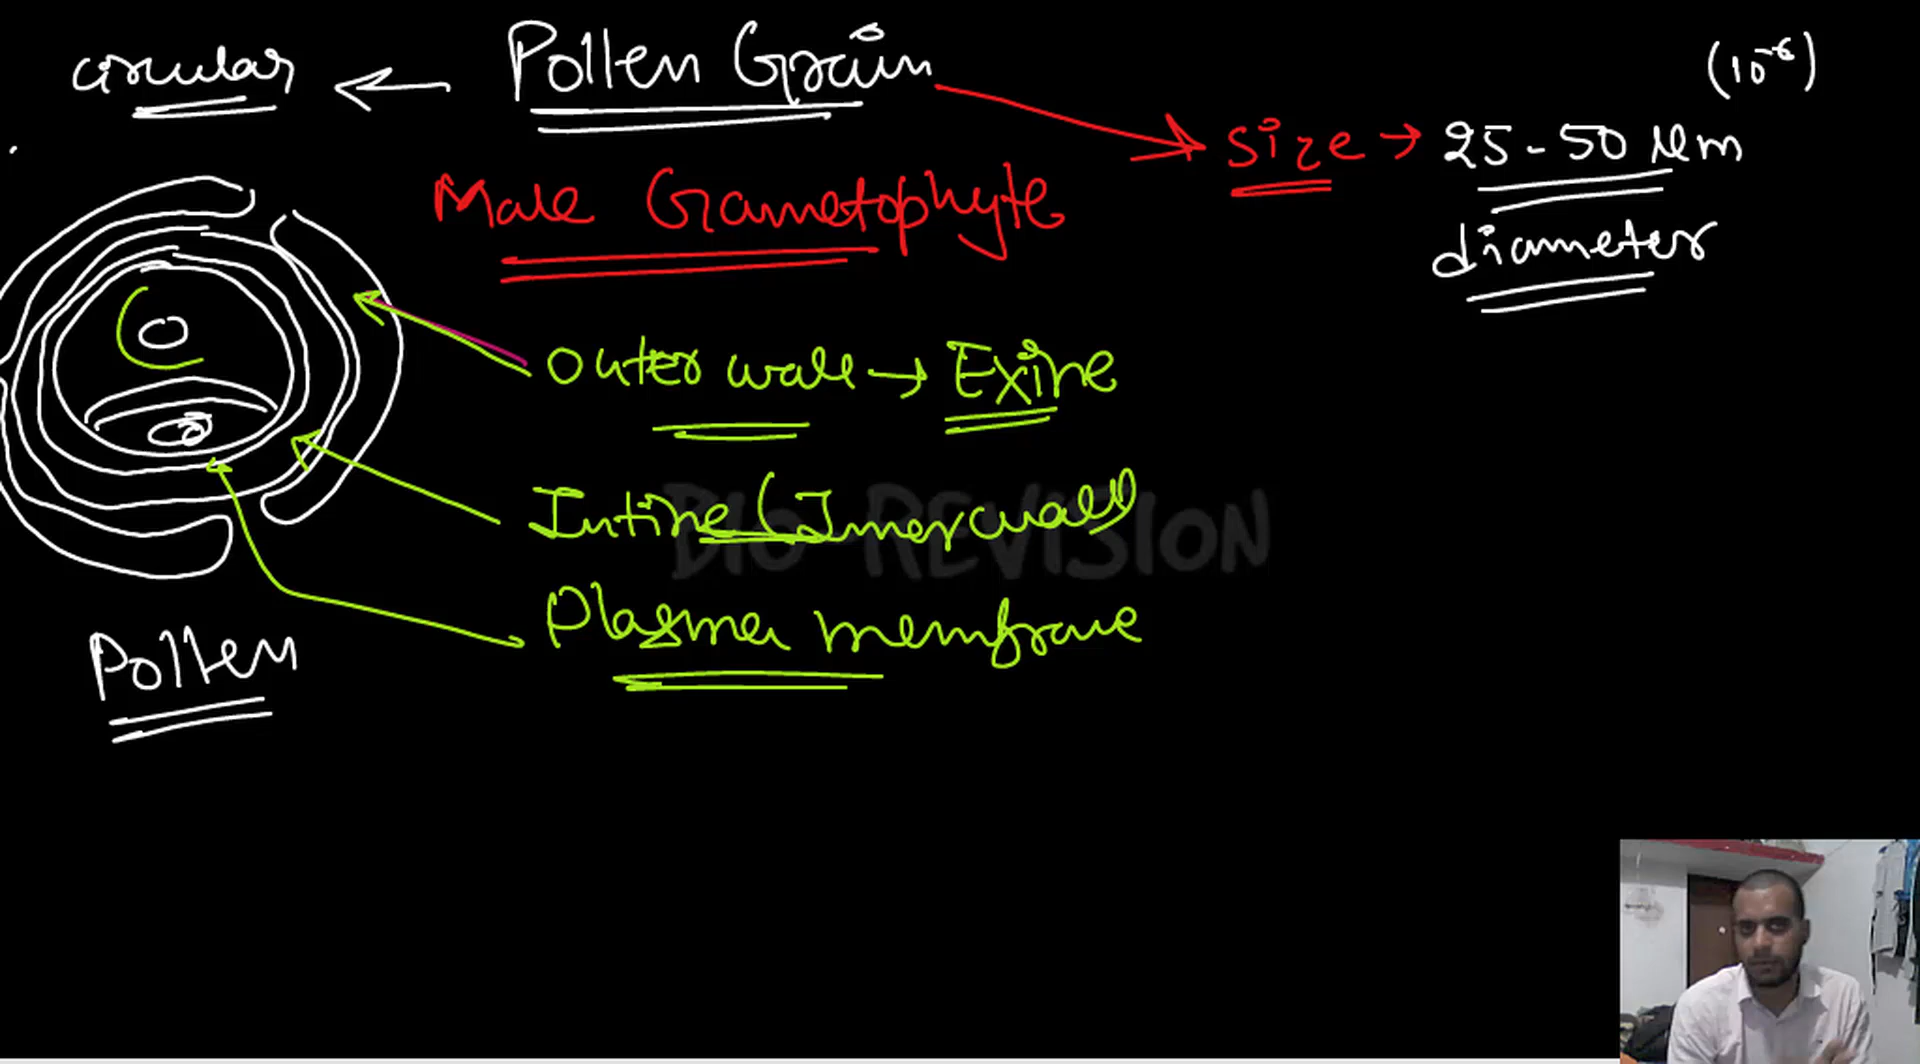 circular ← Pollen Grain
(10⁻⁶)
Size → 25-50 μm
diameter
Male Gametophyte
Outer wall → Exine
Intine (Inner wall)
BIO REVISION
Plasma membrane
Pollen